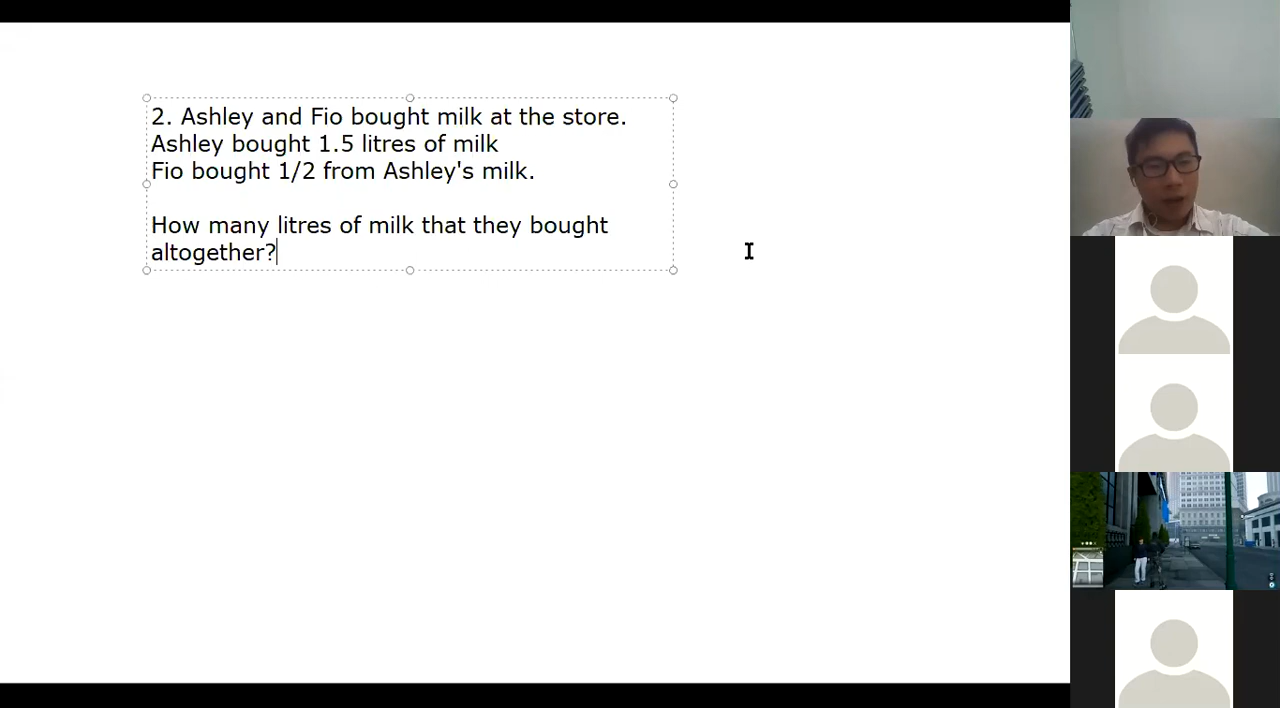 2. Ashley and Fio bought milk at the store.
Ashley bought 1.5 litres of milk
Fio bought 1/2 from Ashley's milk.
How many litres of milk that they bought
altogether?